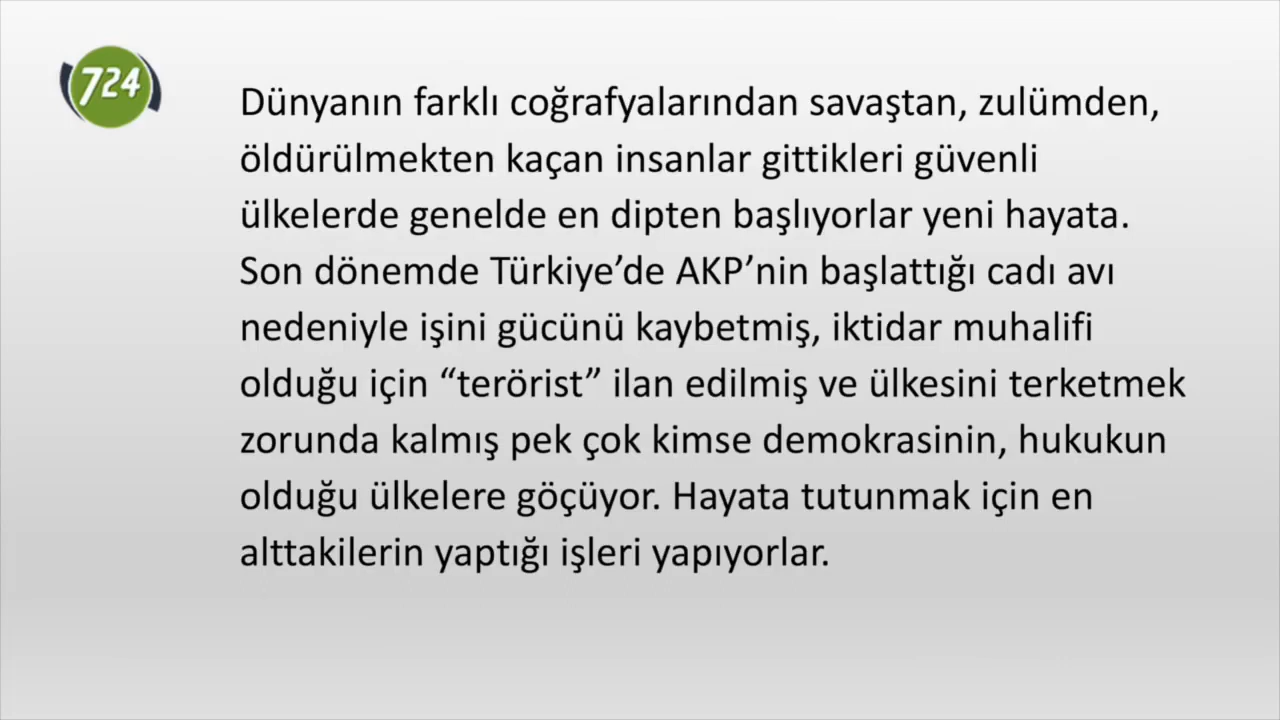 724
Dünyanın farklı coğrafyalarından savaştan, zulümden,
öldürülmekten kaçan insanlar gittikleri güvenli
ülkelerde genelde en dipten başlıyorlar yeni hayata.
Son dönemde Türkiye’de AKP’nin başlattığı cadı avı
nedeniyle işini gücünü kaybetmiş, iktidar muhalifi
olduğu için “terörist” ilan edilmiş ve ülkesini terketmek
zorunda kalmış pek çok kimse demokrasinin, hukukun
olduğu ülkelere göçüyor. Hayata tutunmak için en
alttakilerin yaptığı işleri yapıyorlar.